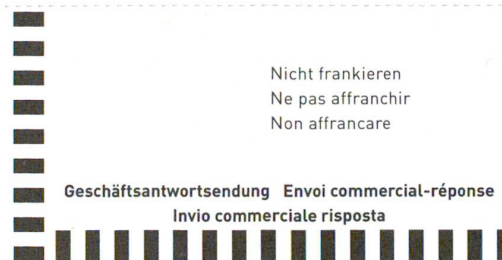 Nicht frankieren
Ne pas affranchir
Non affrancare
Geschäftsantwortsendung Envoi commercial-réponse
Invio commerciale risposta